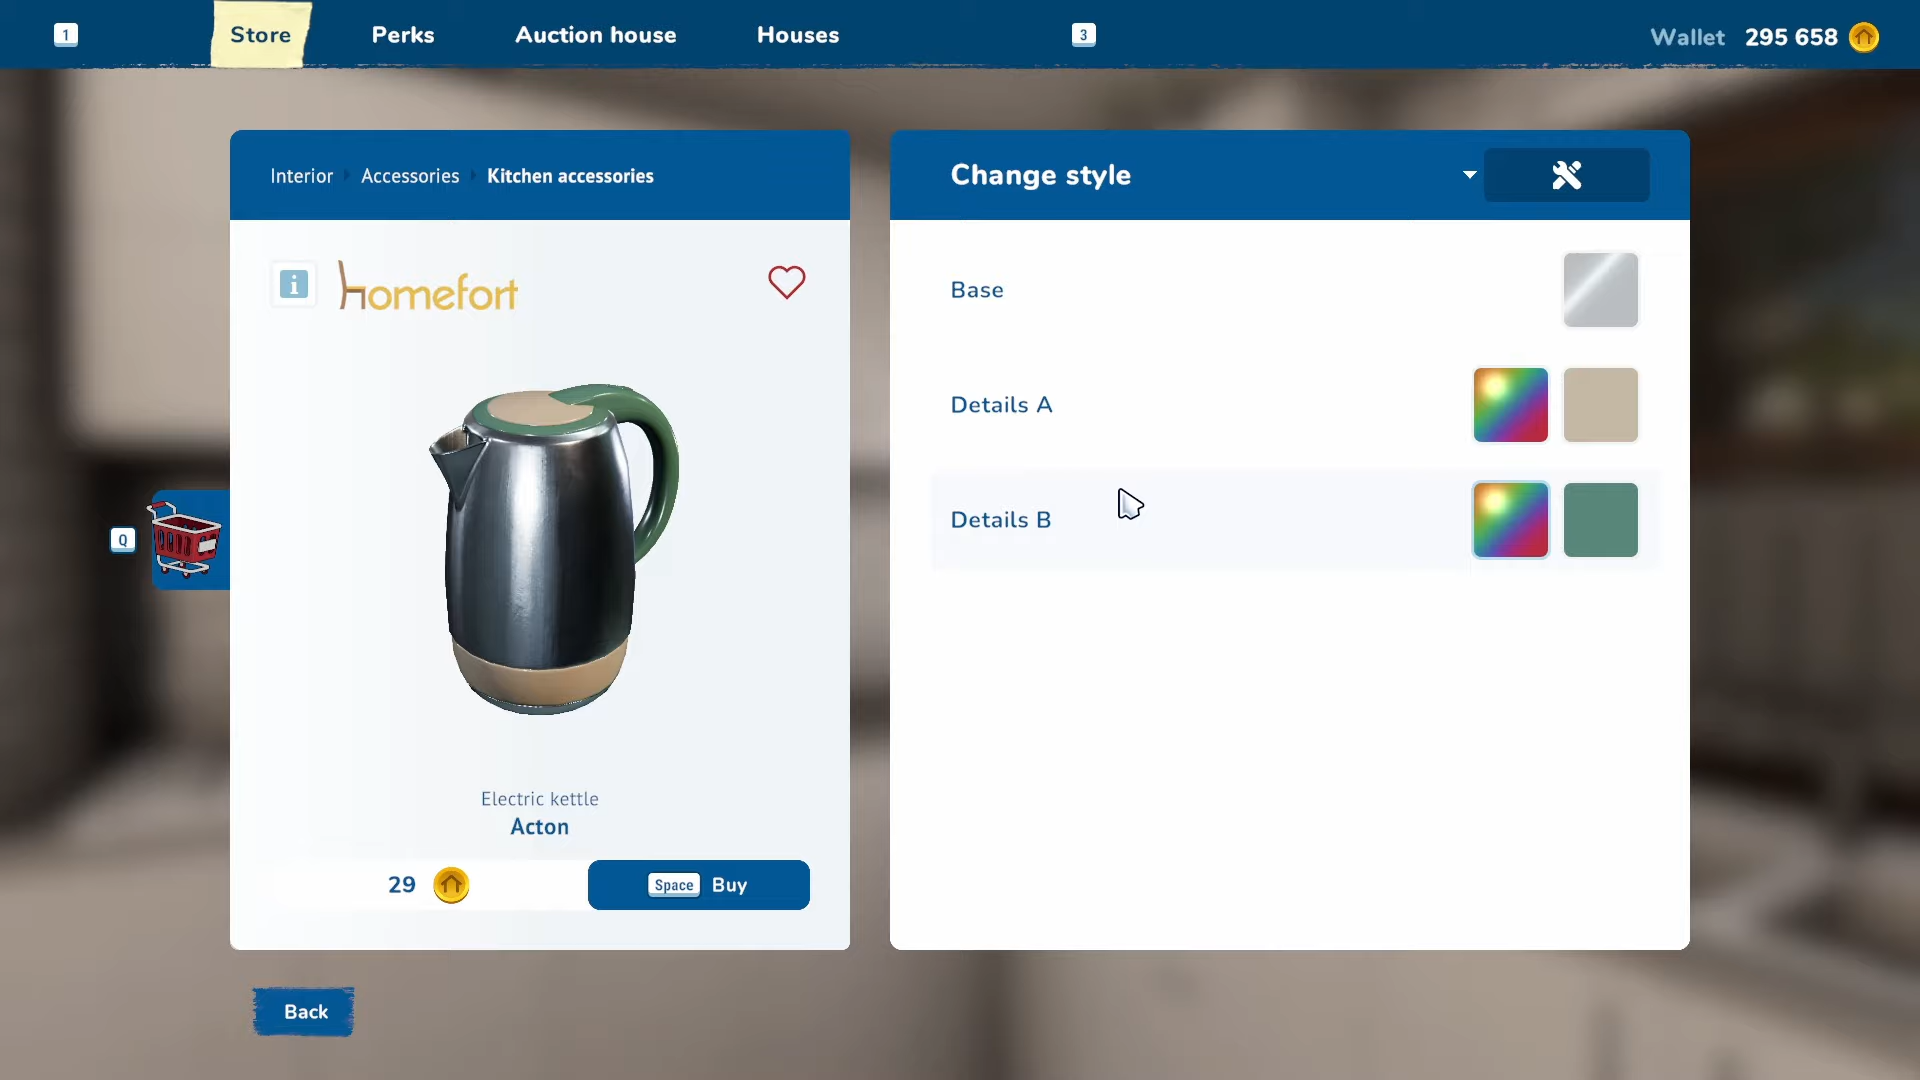 1
Store
Perks
Auction house
Houses
3
Wallet 295 658
Interior Accessories Kitchen accessories
i homefort
Electric kettle
Acton
29
Space Buy
Change style
Base
Details A
Details B
Q
Back